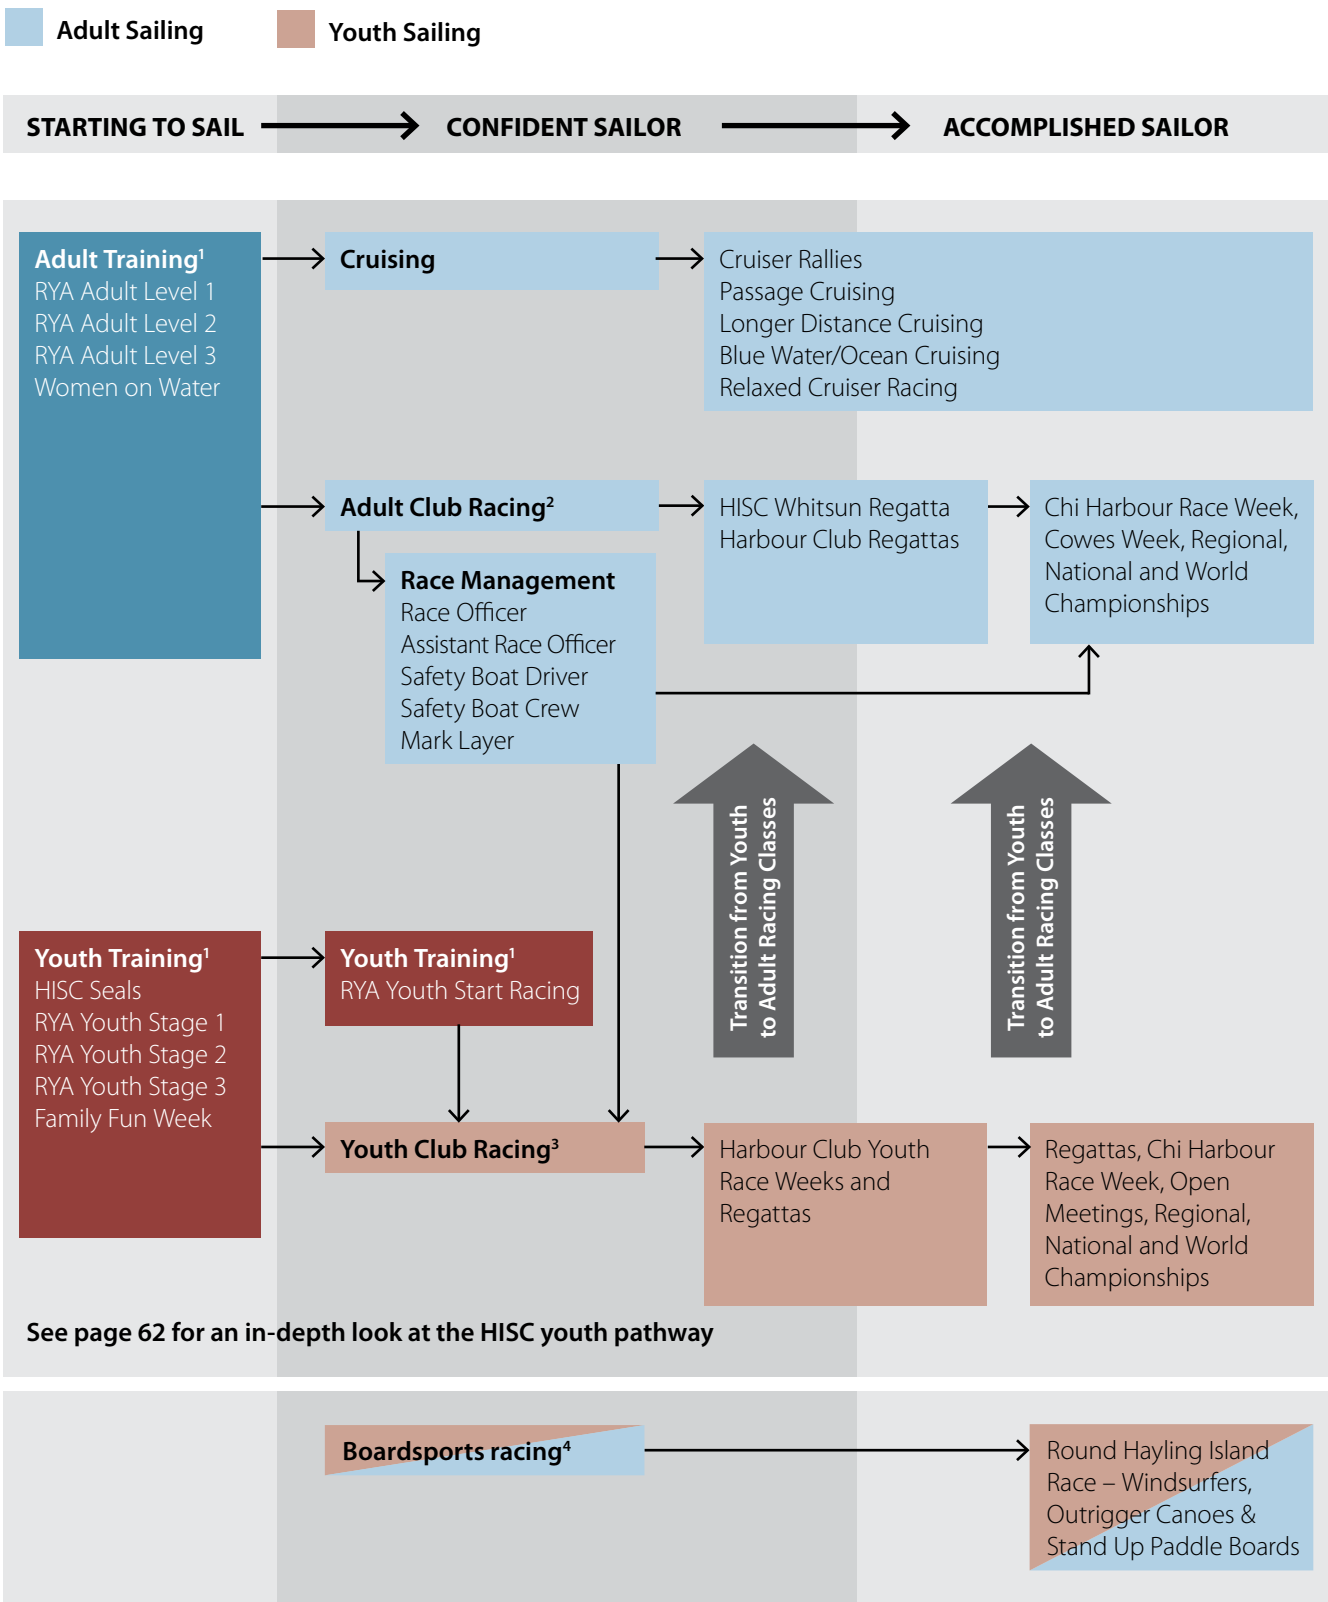 Adult Sailing
Youth Sailing
STARTING TO SAIL
CONFIDENT SAILOR
ACCOMPLISHED SAILOR
Adult Training¹
RYA Adult Level 1
RYA Adult Level 2
RYA Adult Level 3
Women on Water
Cruising
Cruiser Rallies
Passage Cruising
Longer Distance Cruising
Blue Water/Ocean Cruising
Relaxed Cruiser Racing
Adult Club Racing²
HISC Whitsun Regatta
Harbour Club Regattas
Chi Harbour Race Week,
Cowes Week, Regional,
National and World
Championships
Race Management
Race Officer
Assistant Race Officer
Safety Boat Driver
Safety Boat Crew
Mark Layer
Transition from Youth
to Adult Racing Classes
Transition from Youth
to Adult Racing Classes
Youth Training¹
HISC Seals
RYA Youth Stage 1
RYA Youth Stage 2
RYA Youth Stage 3
Family Fun Week
Youth Training¹
RYA Youth Start Racing
Youth Club Racing³
Harbour Club Youth
Race Weeks and
Regattas
Regattas, Chi Harbour
Race Week, Open
Meetings, Regional,
National and World
Championships
See page 62 for an in-depth look at the HISC youth pathway
Boardsports racing⁴
Round Hayling Island
Race – Windsurfers,
Outrigger Canoes &
Stand Up Paddle Boards